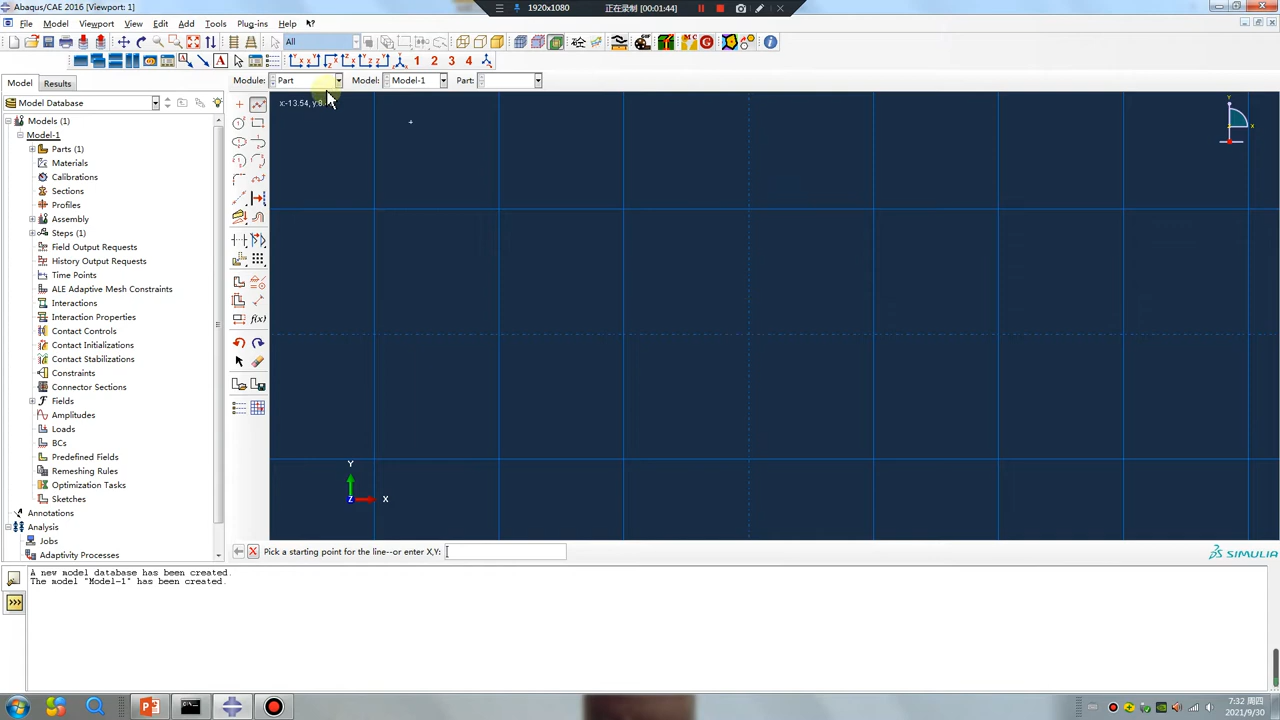 Abaqus/CAE 2016 [Viewport: 1]
1920x1080
正在录制 [00:01:44]
File
Model
Viewport
View
Edit
Add
Tools
Plug-ins
Help
All
1
2
3
4
Module:
Part
Model:
Model-1
Part:
Model
Results
Model Database
x-13.54, y:8.
Models (1)
Model-1
Parts (1)
Materials
Calibrations
Sections
Profiles
Assembly
Steps (1)
Field Output Requests
History Output Requests
Time Points
ALE Adaptive Mesh Constraints
Interactions
Interaction Properties
Contact Controls
Contact Initializations
Contact Stabilizations
Constraints
Connector Sections
Fields
Amplitudes
Loads
BCs
Predefined Fields
Remeshing Rules
Optimization Tasks
Sketches
Annotations
Analysis
Jobs
Adaptivity Processes
f(x)
Y
Z
X
Y
X
Pick a starting point for the line--or enter X,Y:
SIMULIA
A new model database has been created.
The model "Model-1" has been created.
>>>
7:32 周四
2021/9/30